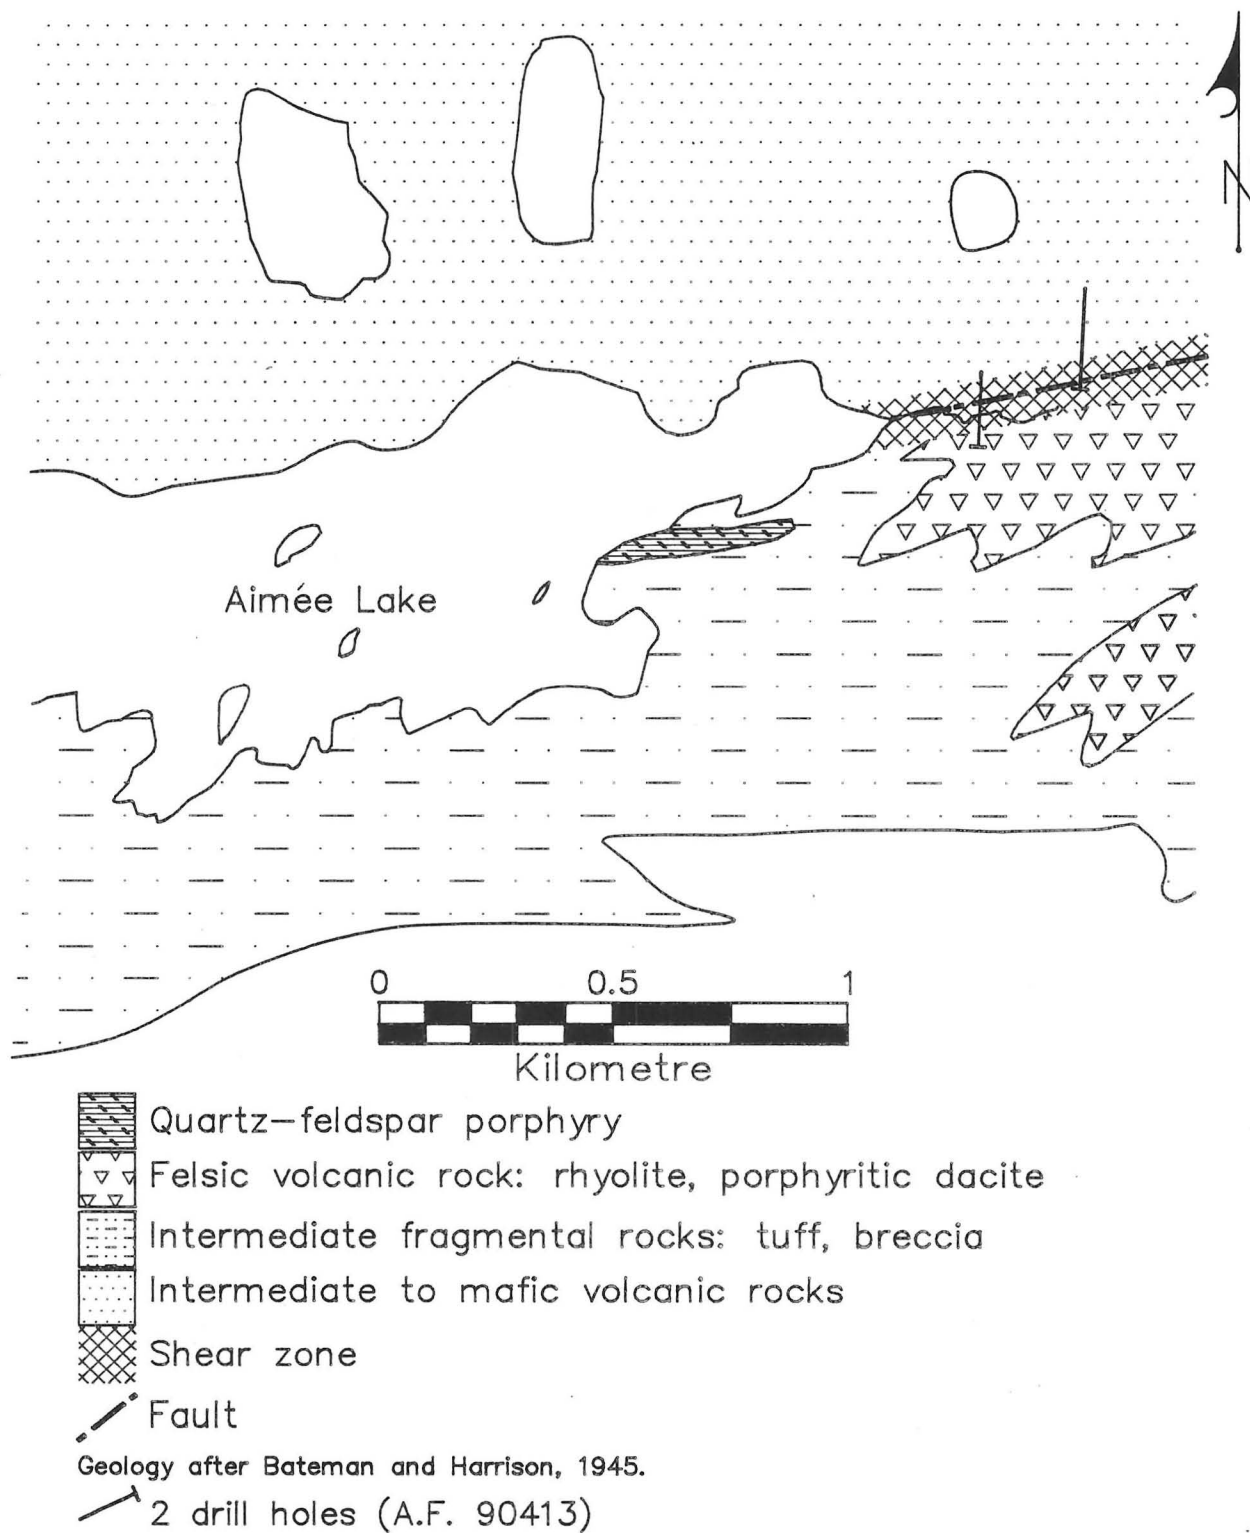 N
Aimée Lake
0 0.5 1
Kilometre
Quartz-feldspar porphyry
Felsic volcanic rock: rhyolite, porphyritic dacite
Intermediate fragmental rocks: tuff, breccia
Intermediate to mafic volcanic rocks
Shear zone
Fault
Geology after Bateman and Harrison, 1945.
2 drill holes (A.F. 90413)